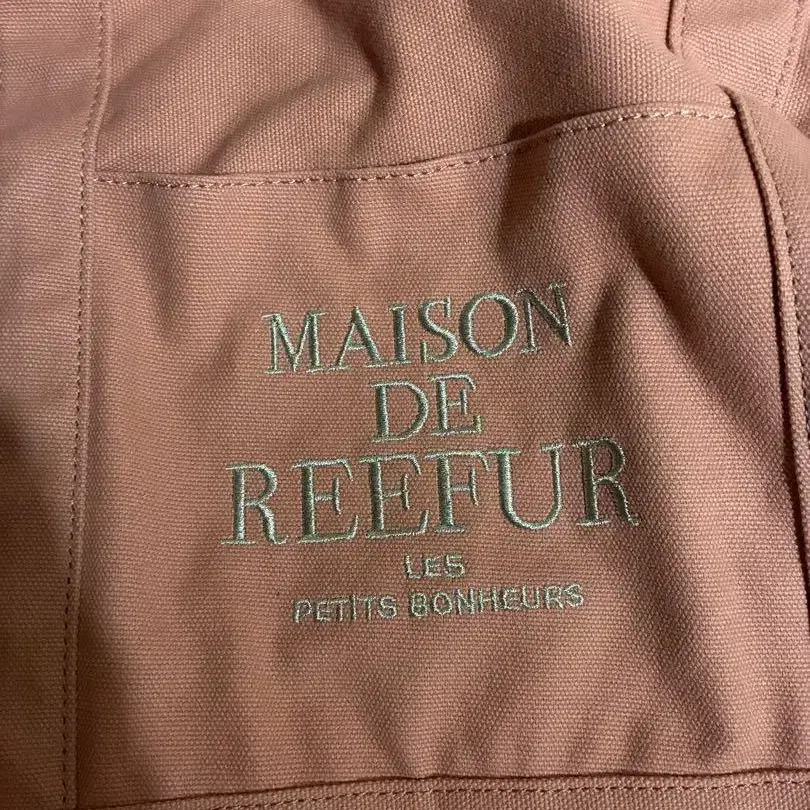 MAISON
DE
REEFUR
LES
PETITS BONHEURS